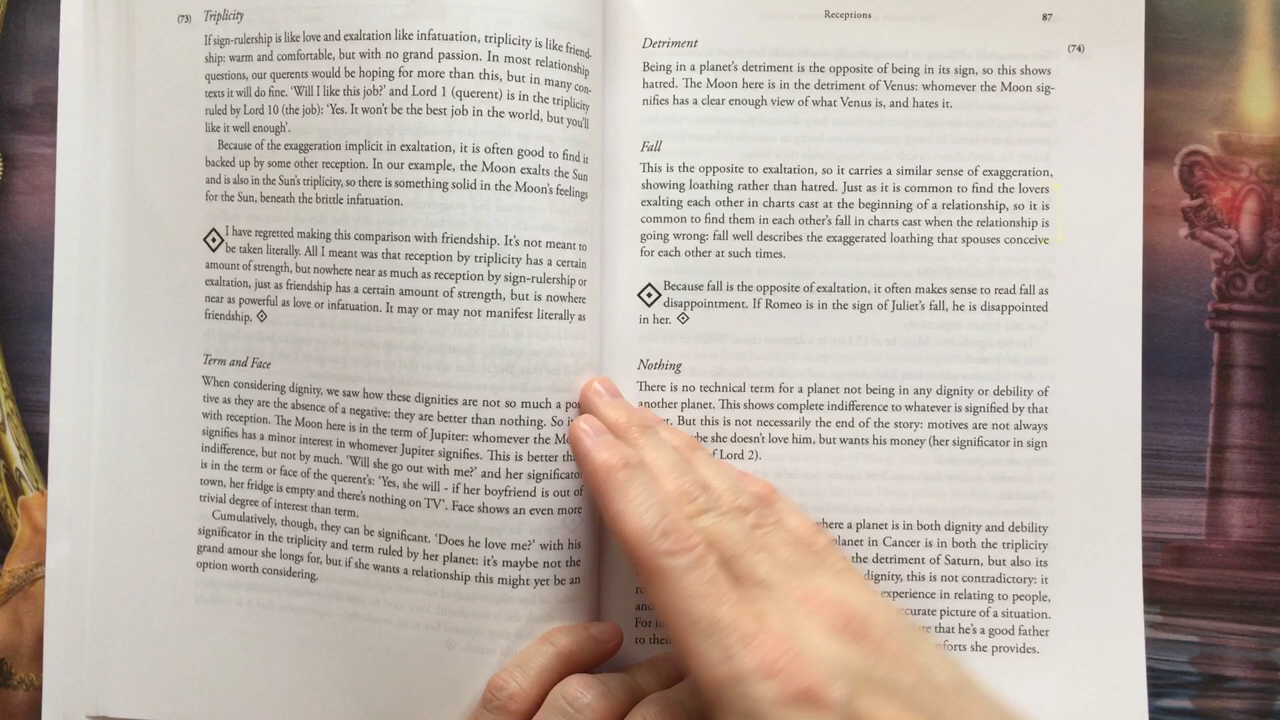 (73) Triplicity
If sign-rulership is like love and exaltation like infatuation, triplicity is like friend-
ship: warm and comfortable, but with no grand passion. In most relationship
questions, our querents would be hoping for more than this, but in many con-
texts it will do fine. 'Will I like this job?' and Lord 1 (querent) is in the triplicity
ruled by Lord 10 (the job): 'Yes. It won't be the best job in the world, but you'll
like it well enough'.
Because of the exaggeration implicit in exaltation, it is often good to find it
backed up by some other reception. In our example, the Moon exalts the Sun
and is also in the Sun's triplicity, so there is something solid in the Moon's feelings
for the Sun, beneath the brittle infatuation.
I have regretted making this comparison with friendship. It's not meant to
be taken literally. All I meant was that reception by triplicity has a certain
amount of strength, but nowhere near as much as reception by sign-rulership or
exaltation, just as friendship has a certain amount of strength, but is nowhere
near as powerful as love or infatuation. It may or may not manifest literally as
friendship.
Term and Face
When considering dignity, we saw how these dignities are not so much a
tive as they are the absence of a negative: they are better than nothing. So
with reception. The Moon here is in the term of Jupiter: whomever the
signifies has a minor interest in whomever Jupiter signifies. This is better
indifference, but not by much. 'Will she go out with me?' and her
is in the term or face of the querent's: 'Yes, she will - if her boyfriend is out of
town, her fridge is empty and there's nothing on TV'. Face shows an even more
trivial degree of interest than term.
Cumulatively, though, they can be significant. 'Does he love me?' with his
significator in the triplicity and term ruled by her planet: it's maybe not the
grand amour she longs for, but if she wants a relationship this might yet be an
option worth considering.
Receptions 87
Detriment (74)
Being in a planet's detriment is the opposite of being in its sign, so this shows
hatred. The Moon here is in the detriment of Venus: whomever the Moon sig-
nifies has a clear enough view of what Venus is, and hates it.
Fall
This is the opposite to exaltation, so it carries a similar sense of exaggeration,
showing loathing rather than hatred. Just as it is common to find the lovers
exalting each other in charts cast at the beginning of a relationship, so it is
common to find them in each other's fall in charts cast when the relationship is
going wrong: fall well describes the exaggerated loathing that spouses conceive
for each other at such times.
Because fall is the opposite of exaltation, it often makes sense to read fall as
disappointment. If Romeo is in the sign of Juliet's fall, he is disappointed
in her.
Nothing
There is no technical term for a planet not being in any dignity or debility of
another planet. This shows complete indifference to whatever is signified by that
But this is not necessarily the end of the story: motives are not always
she doesn't love him, but wants his money (her significator in sign
of Lord 2).
where a planet is in both dignity and debility
planet in Cancer is in both the triplicity
the detriment of Saturn, but also its
dignity, this is not contradictory: it
experience in relating to people,
and picture of a situation.
For that he's a good father
to she provides.